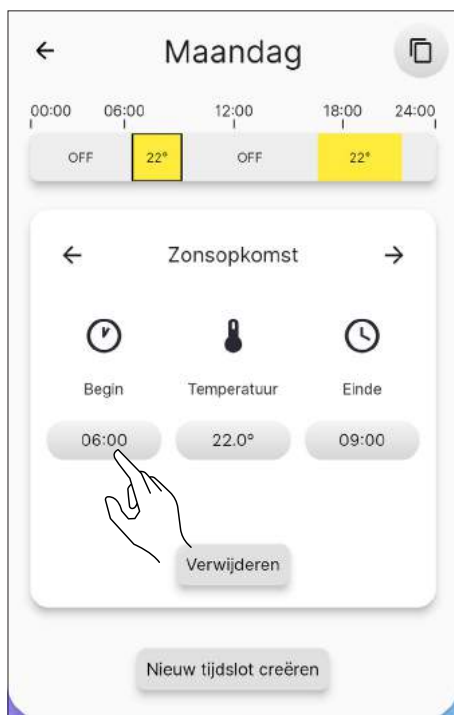 Maandag
00:00 06:00 12:00 18:00 24:00
OFF 22° OFF 22°
Zonsopkomst
Begin Temperatuur Einde
06:00 22.0° 09:00
Verwijderen
Nieuw tijdslot creëren